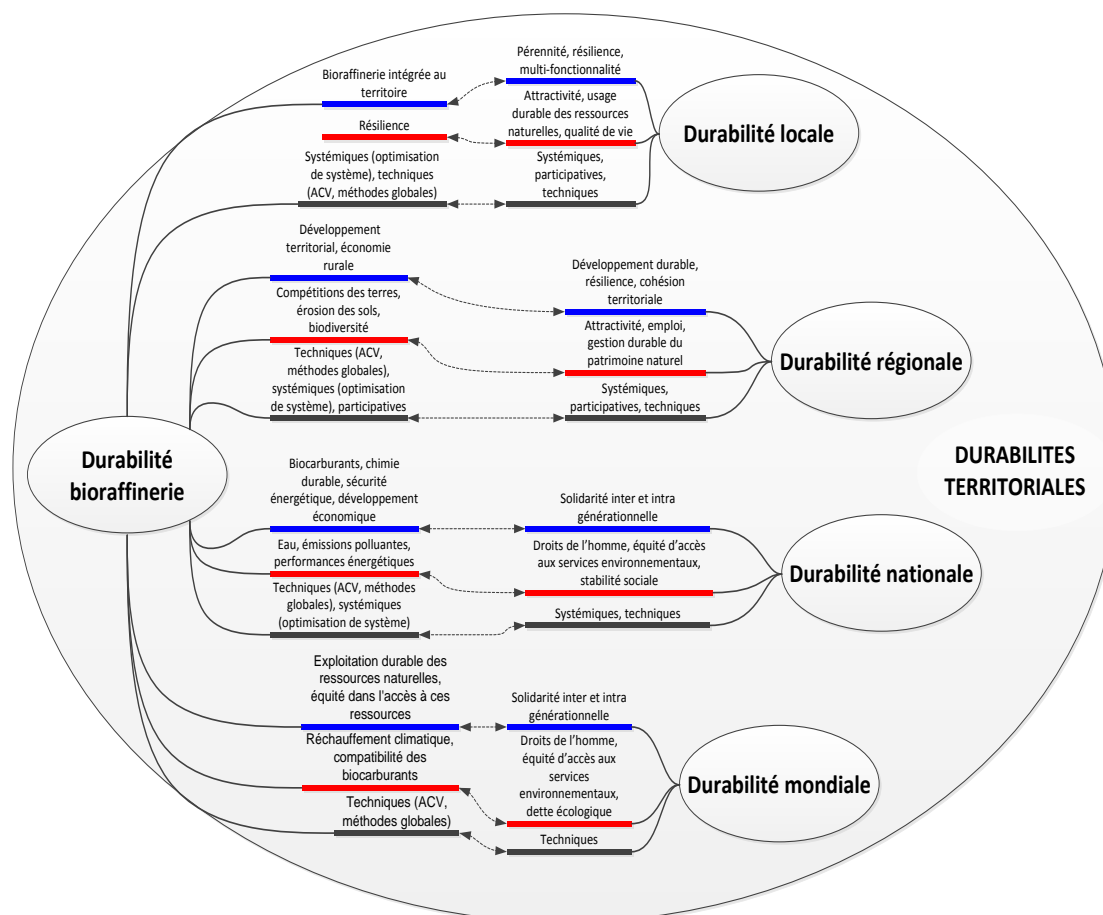 Bioraffinerie intégrée au
territoire
Pérennité, résilience,
multi-fonctionnalité
Résilience
Attractivité, usage
durable des ressources
naturelles, qualité de vie
Systémiques (optimisation
de système), techniques
(ACV, méthodes globales)
Systémiques,
participatives,
techniques
Durabilité locale
Développement
territorial, économie
rurale
Développement durable,
résilience, cohésion
territoriale
Compétitions des terres,
érosion des sols,
biodiversité
Attractivité, emploi,
gestion durable du
patrimoine naturel
Techniques (ACV,
méthodes globales),
systémiques (optimisation
de système), participatives
Systémiques,
participatives, techniques
Durabilité régionale
Durabilité
bioraffinerie
DURABILITES
TERRITORIALES
Biocarburants, chimie
durable, sécurité
énergétique, développement
économique
Solidarité inter et intra
générationnelle
Eau, émissions polluantes,
performances énergétiques
Droits de l’homme, équité d’accès
aux services environnementaux,
stabilité sociale
Techniques (ACV, méthodes
globales), systémiques
(optimisation de système)
Systémiques, techniques
Durabilité nationale
Exploitation durable des
ressources naturelles,
équité dans l'accès à ces
ressources
Solidarité inter et intra
générationnelle
Réchauffement climatique,
compatibilité des
biocarburants
Droits de l’homme,
équité d’accès aux
services
environnementaux,
dette écologique
Techniques (ACV,
méthodes globales)
Techniques
Durabilité mondiale